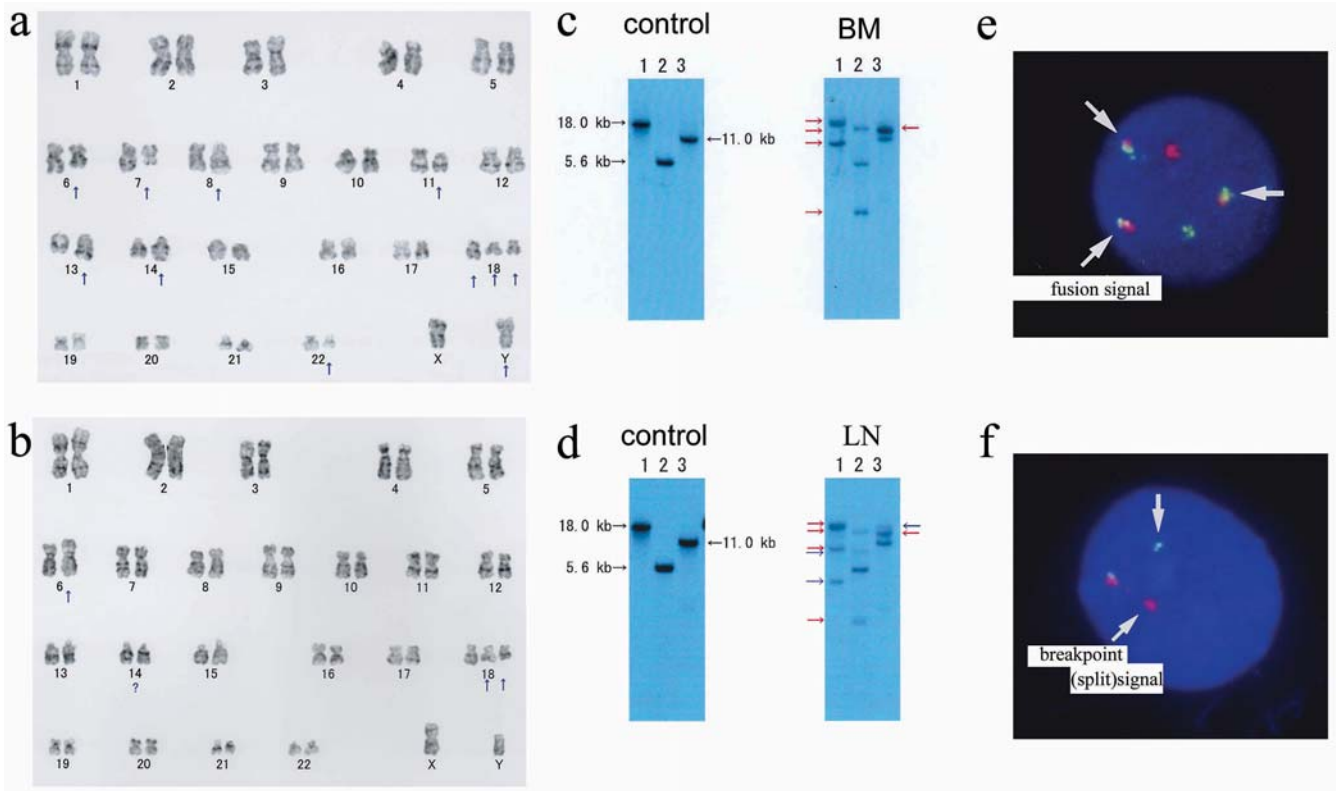 a
1 2 3 4 5
6↑ 7↑ 8↑ 9 10 11↑ 12
13↑ 14↑ 15 16 17 18↑↑↑
19 20 21 22↑ X Y↑
b
1 2 3 4 5
6↑ 7 8 9 10 11 12
13 14 15 16 17 18↑↑
?
19 20 21 22 X Y
c
control BM
1 2 3 1 2 3
18.0 kb→
←11.0 kb
5.6 kb→
d
control LN
1 2 3 1 2 3
18.0 kb→
←11.0 kb
5.6 kb→
e
fusion signal
f
breakpoint
(split)signal